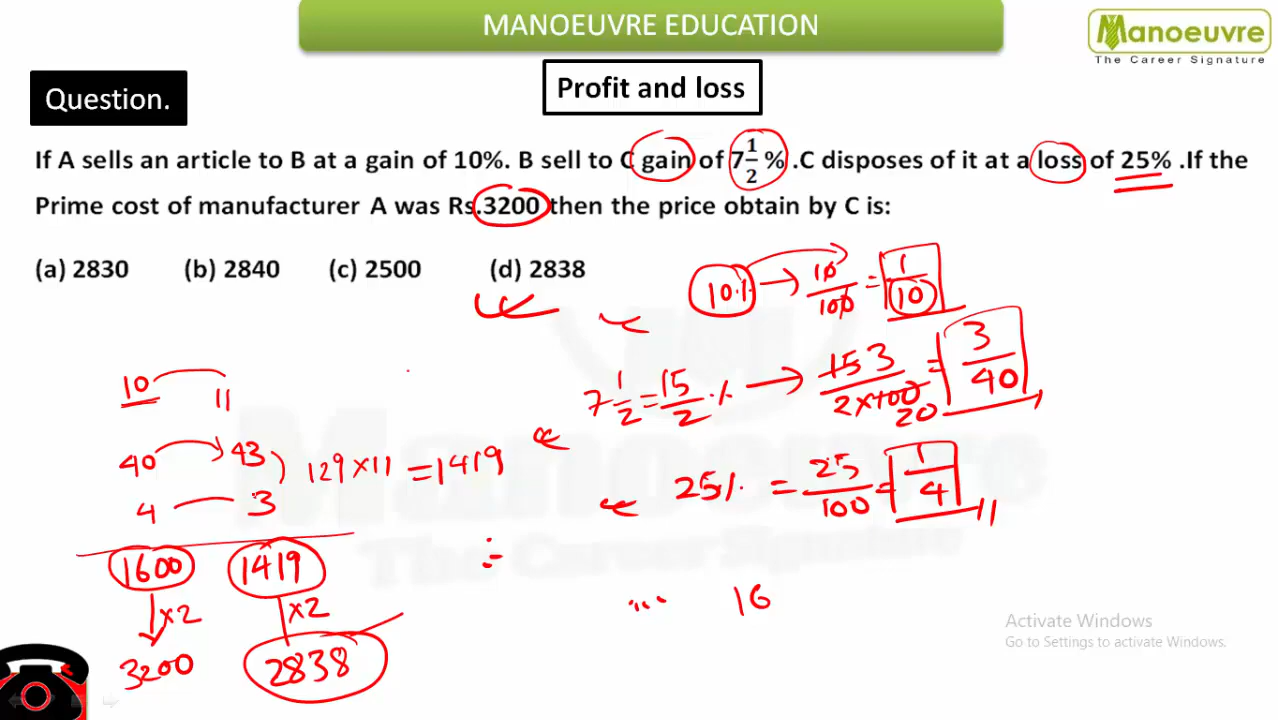 MANOEUVRE EDUCATION
Manoeuvre
The Career Signature
Question.
Profit and loss
If A sells an article to B at a gain of 10%. B sell to C gain of 7 1/2 % .C disposes of it at a loss of 25% .If the
Prime cost of manufacturer A was Rs.3200 then the price obtain by C is:
(a) 2830 (b) 2840 (c) 2500 (d) 2838
10% → 10/100 = 1/10
7 1/2 = 15/2 % → 15 3/2×100 20 = 3/40
25% = 25/100 = 1/4
10 11
40 43
4 3
129 × 11 = 1419
1600 1419
×2 ×2
3200 2838
16
The Career Signature
Activate Windows
Go to Settings to activate Windows.